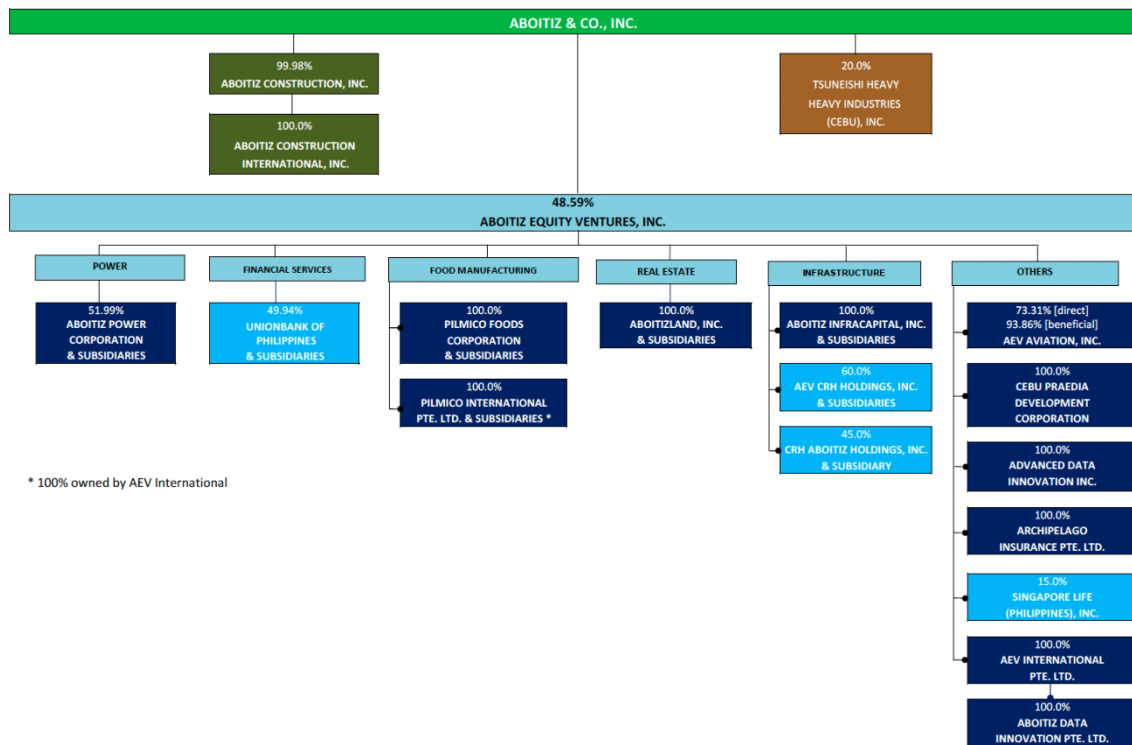 ABOITIZ & CO., INC.
99.98%
ABOITIZ CONSTRUCTION, INC.
100.0%
ABOITIZ CONSTRUCTION
INTERNATIONAL, INC.
20.0%
TSUNEISHI HEAVY
HEAVY INDUSTRIES
(CEBU), INC.
48.59%
ABOITIZ EQUITY VENTURES, INC.
POWER
51.99%
ABOITIZ POWER
CORPORATION
& SUBSIDIARIES
FINANCIAL SERVICES
49.94%
UNIONBANK OF
PHILIPPINES
& SUBSIDIARIES
FOOD MANUFACTURING
100.0%
PILMICO FOODS
CORPORATION
& SUBSIDIARIES
100.0%
PILMICO INTERNATIONAL
PTE. LTD. & SUBSIDIARIES *
REAL ESTATE
100.0%
ABOITIZLAND, INC.
& SUBSIDIARIES
INFRASTRUCTURE
100.0%
ABOITIZ INFRACAPITAL, INC.
& SUBSIDIARIES
60.0%
AEV CRH HOLDINGS, INC.
& SUBSIDIARIES
45.0%
CRH ABOITIZ HOLDINGS, INC.
& SUBSIDIARY
OTHERS
73.31% [direct]
93.86% [beneficial]
AEV AVIATION, INC.
100.0%
CEBU PRAEDIA
DEVELOPMENT
CORPORATION
100.0%
ADVANCED DATA
INNOVATION INC.
100.0%
ARCHIPELAGO
INSURANCE PTE. LTD.
15.0%
SINGAPORE LIFE
(PHILIPPINES), INC.
100.0%
AEV INTERNATIONAL
PTE. LTD.
100.0%
ABOITIZ DATA
INNOVATION PTE. LTD.
* 100% owned by AEV International